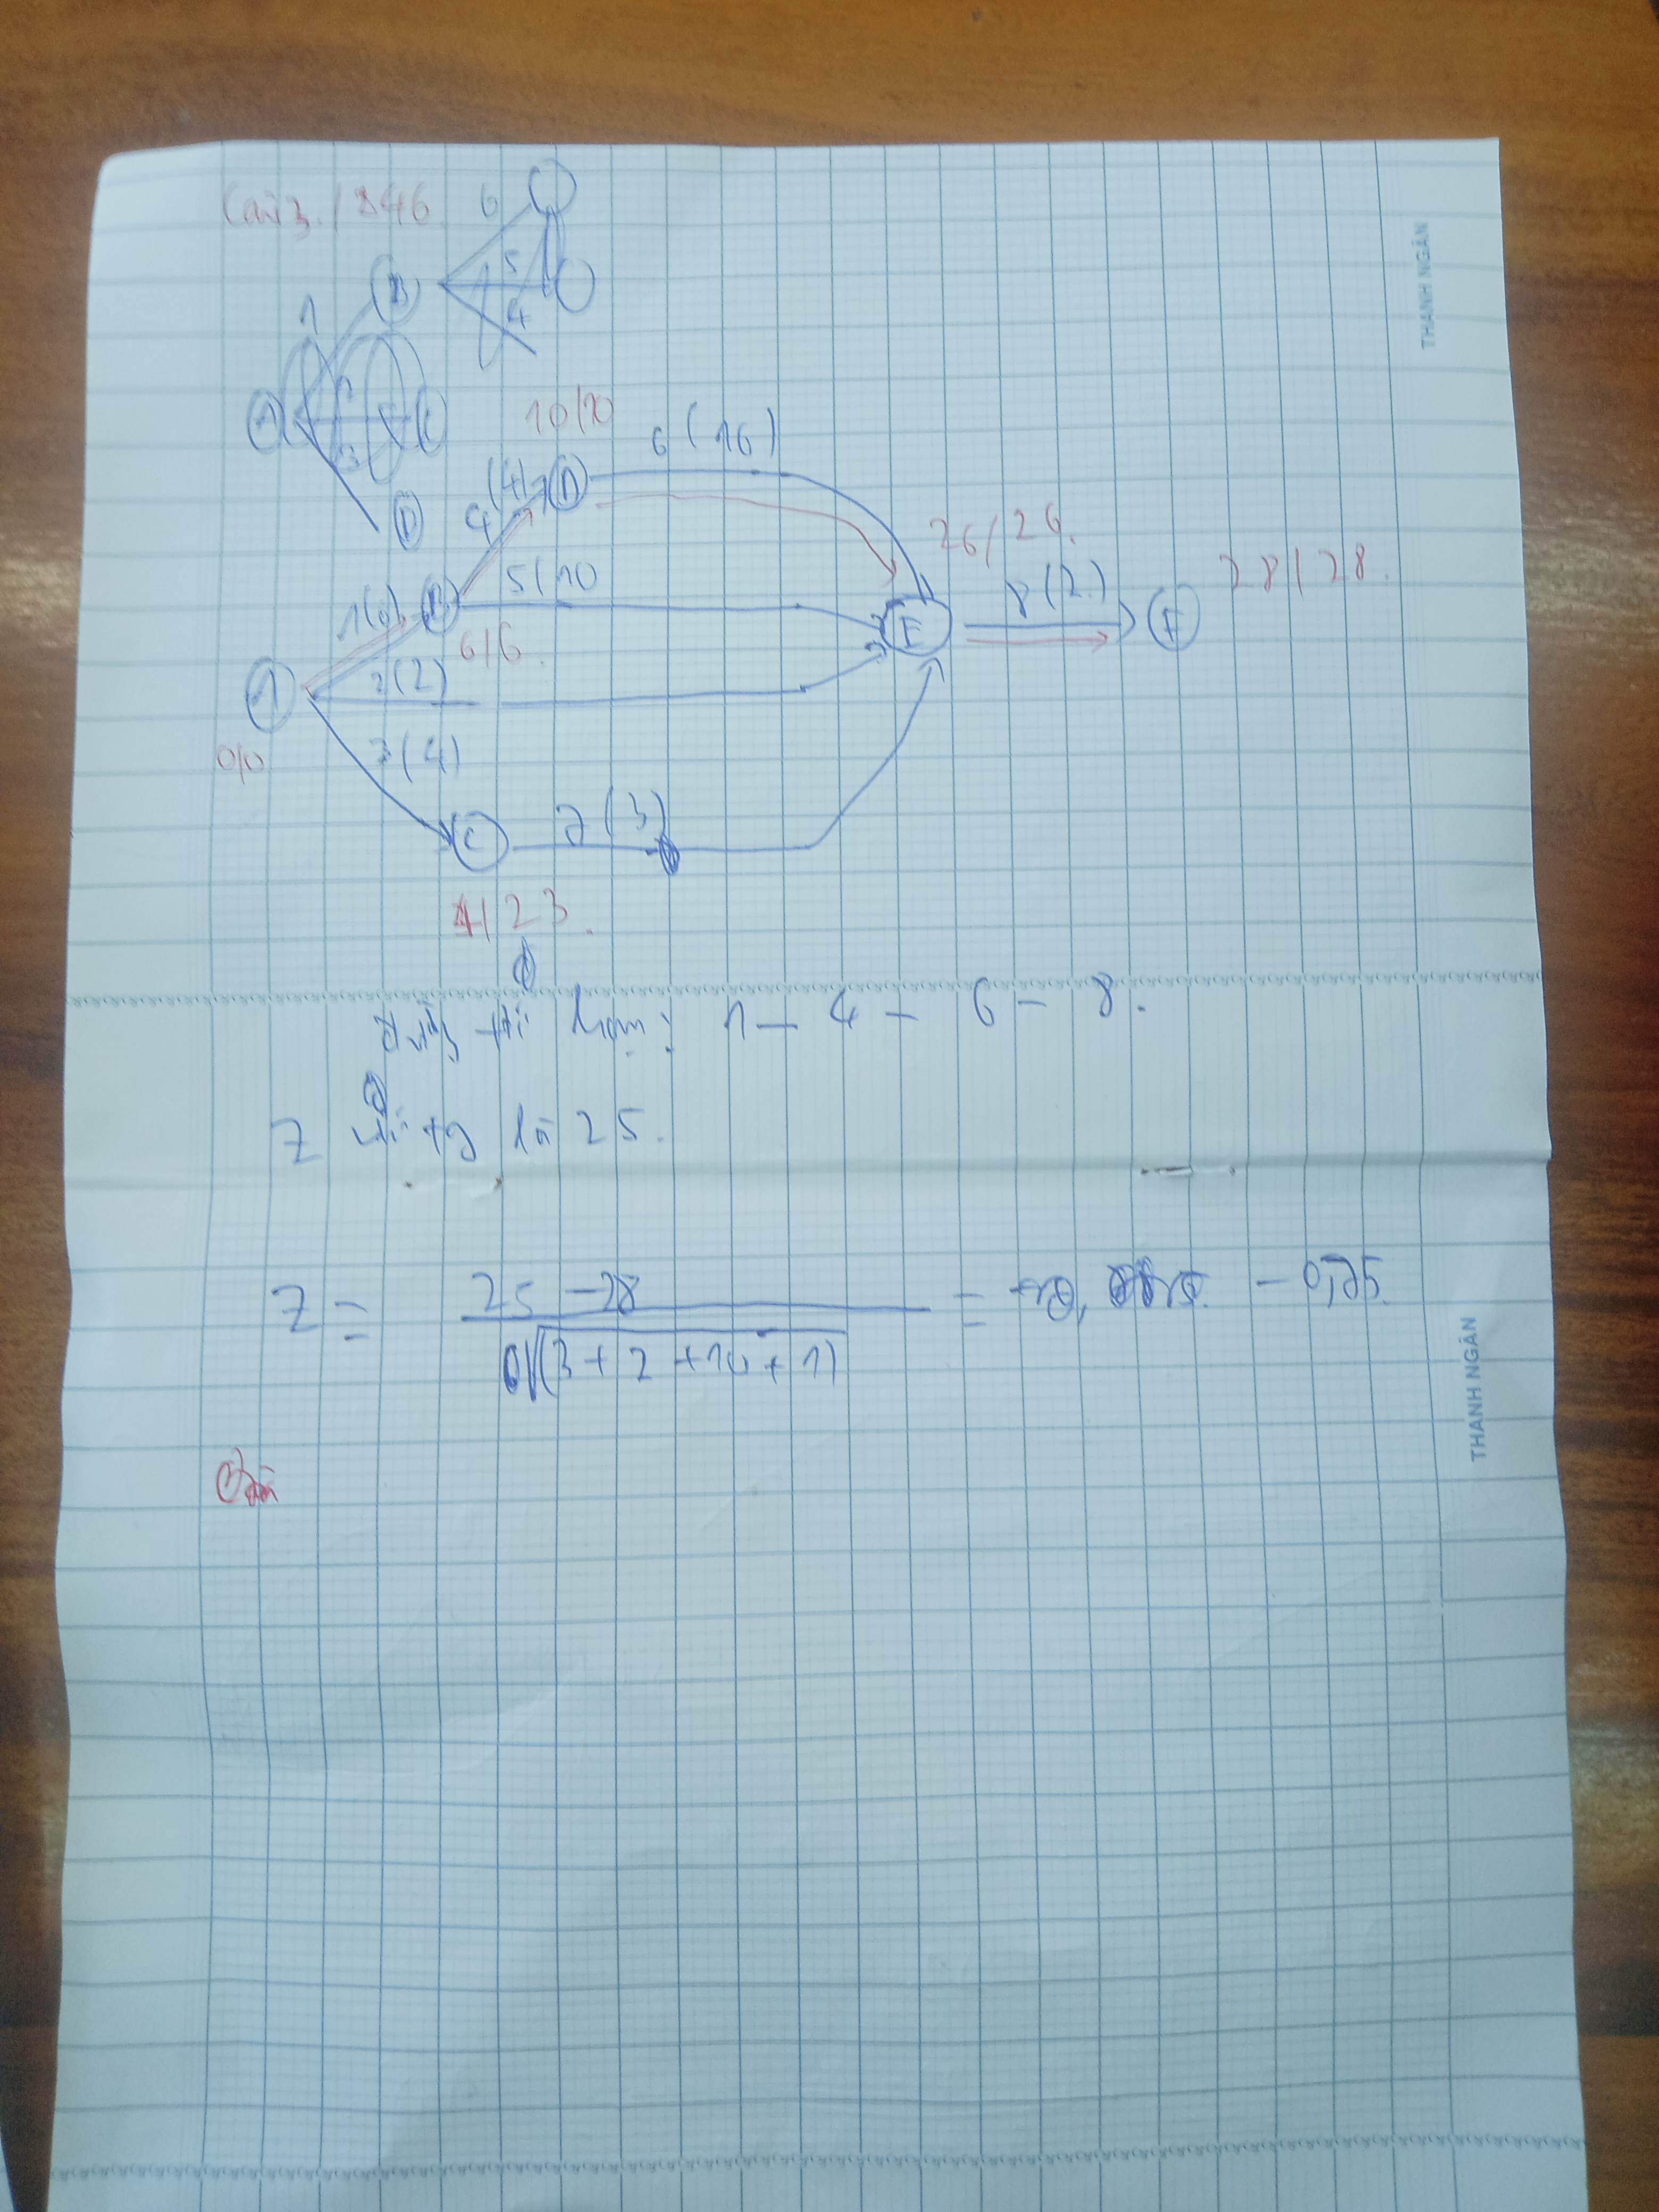 Câu 3. / 1846
6
B
5
4
1
A
2
3
D
10/10
6 (16)
4 (4)
D
5 (10
26/26.
28/28.
8 (2)
1 (6)
B
6/6.
E
F
A
2 (2)
0/0
3 (4)
C
7 (3)
4/23.
đường tới hạn: 1 – 4 – 6 – 8.
Z với tg là 25.
25 – 28
Z = = – 0,75.
√(3 + 2 + 10 + 1)
THANH NGÂN
THANH NGÂN